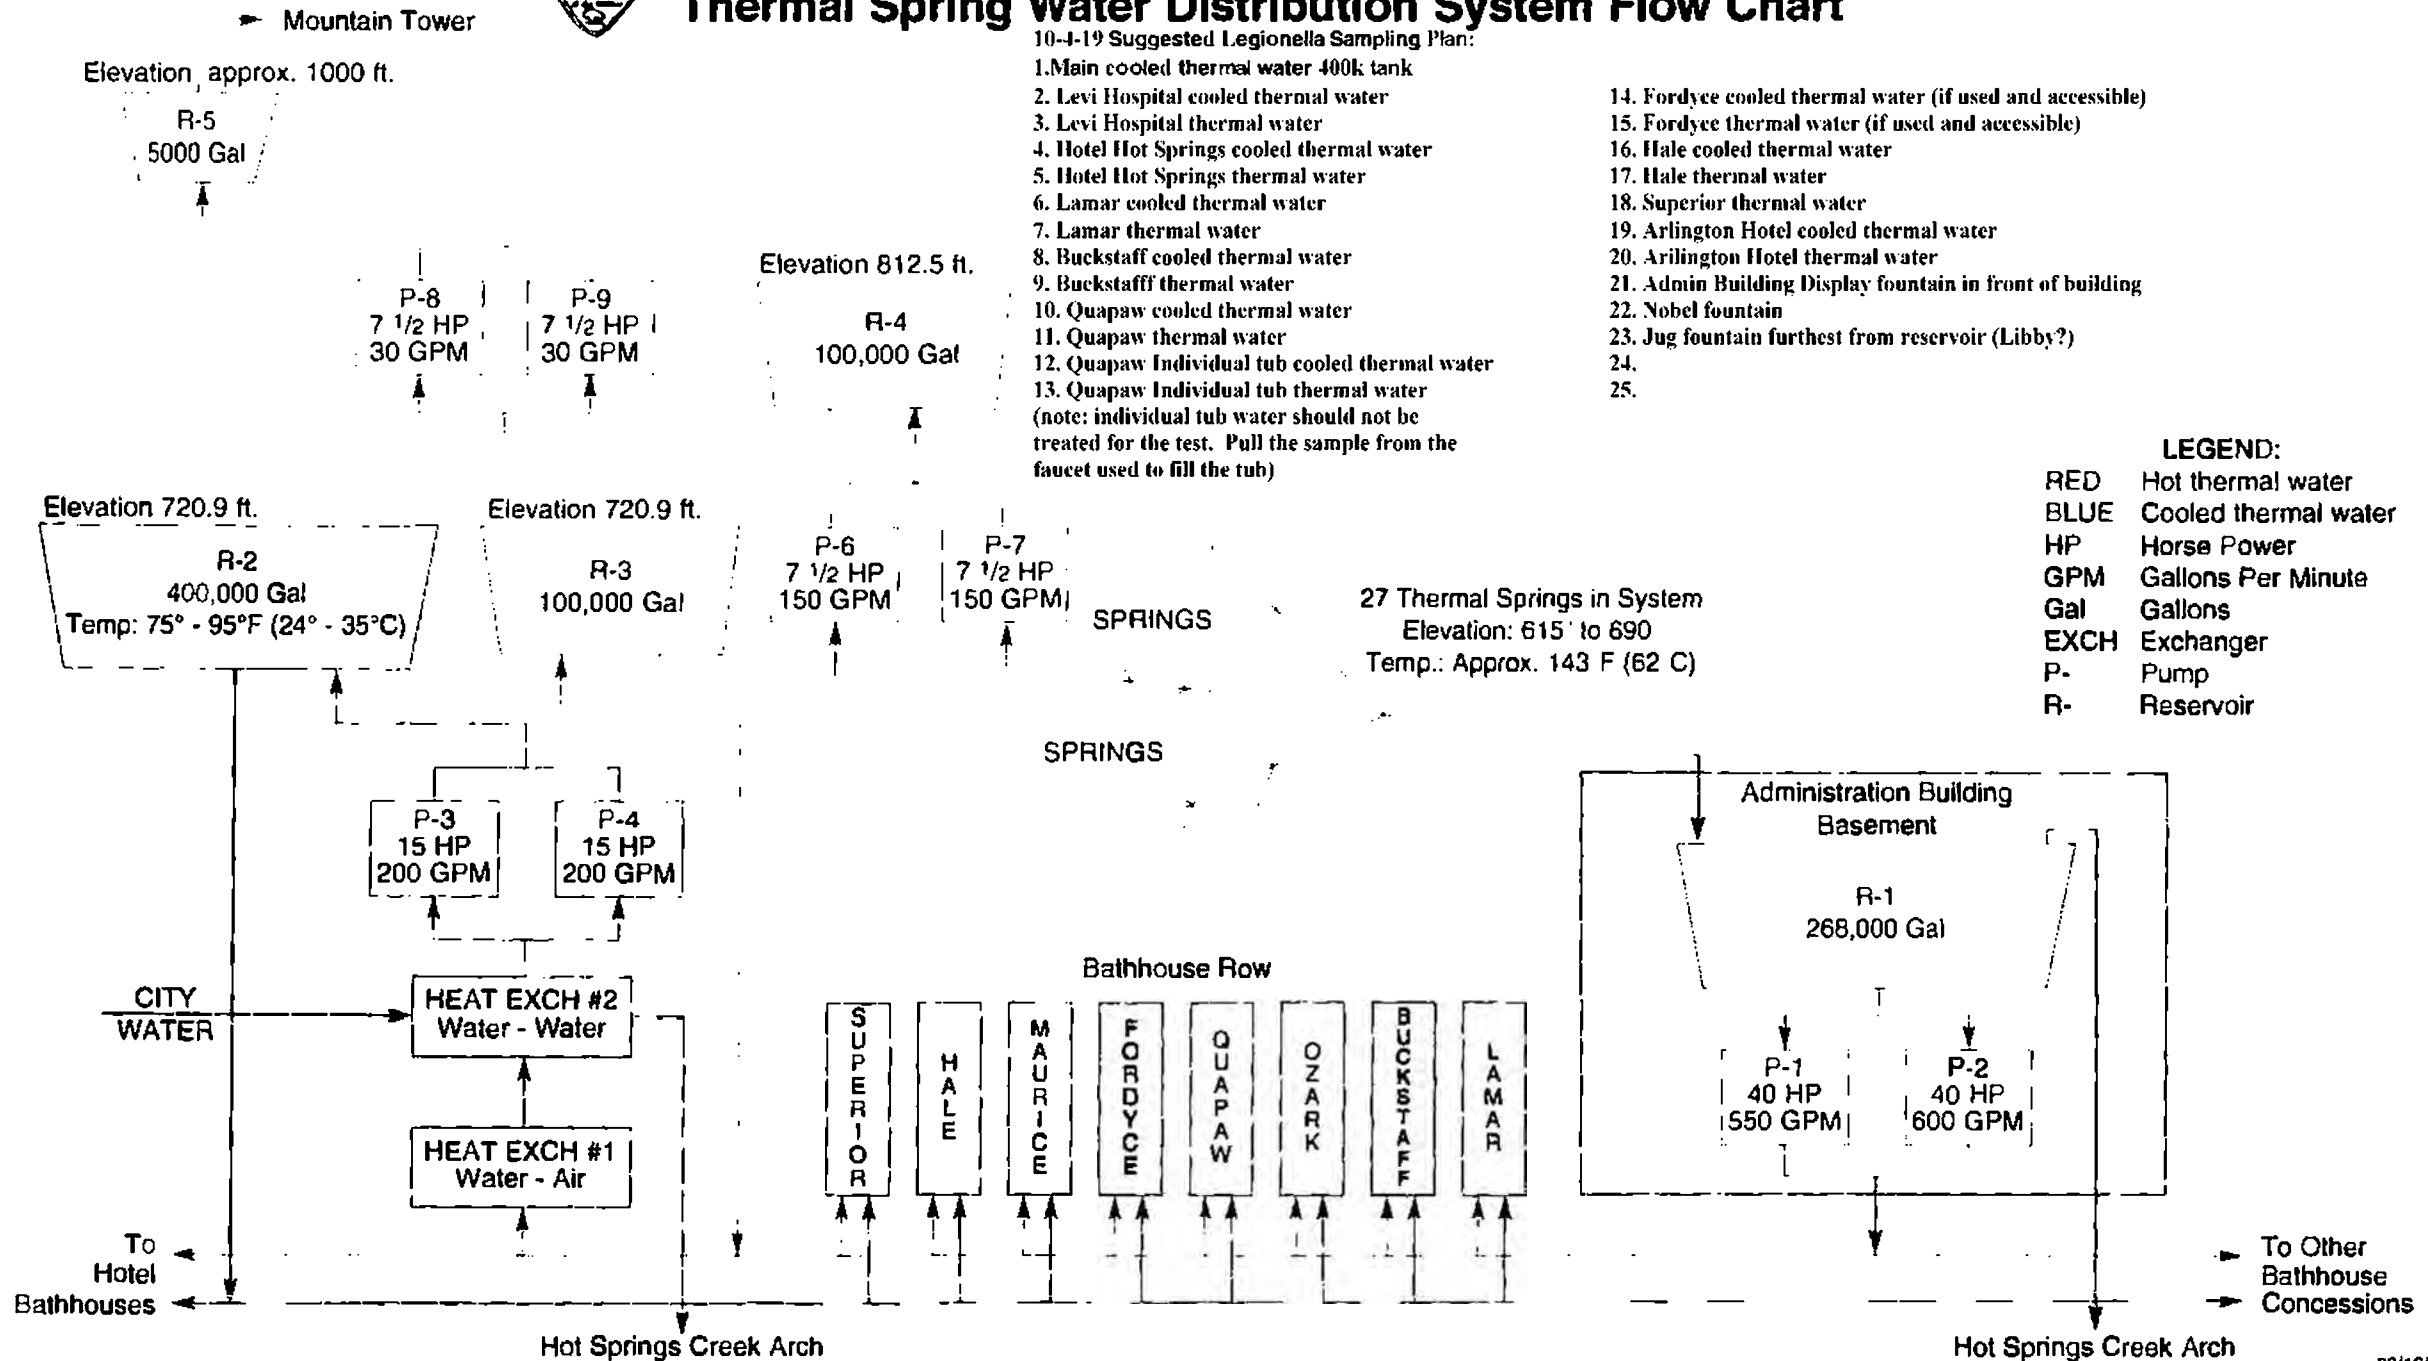 Thermal Spring Water Distribution System Flow Chart
Mountain Tower
Elevation approx. 1000 ft.
R-5
5000 Gal
10-4-19 Suggested Legionella Sampling Plan:
1.Main cooled thermal water 400k tank
2. Levi Hospital cooled thermal water
3. Levi Hospital thermal water
4. Hotel Hot Springs cooled thermal water
5. Hotel Hot Springs thermal water
6. Lamar cooled thermal water
7. Lamar thermal water
8. Buckstaff cooled thermal water
9. Buckstafff thermal water
10. Quapaw cooled thermal water
11. Quapaw thermal water
12. Quapaw Individual tub cooled thermal water
13. Quapaw Individual tub thermal water
(note: individual tub water should not be
treated for the test. Pull the sample from the
faucet used to fill the tub)
14. Fordyce cooled thermal water (if used and accessible)
15. Fordyce thermal water (if used and accessible)
16. Hale cooled thermal water
17. Hale thermal water
18. Superior thermal water
19. Arlington Hotel cooled thermal water
20. Arilington Hotel thermal water
21. Admin Building Display fountain in front of building
22. Nobel fountain
23. Jug fountain furthest from reservoir (Libby?)
24.
25.
P-8
7 1/2 HP
30 GPM
P-9
7 1/2 HP
30 GPM
Elevation 812.5 ft.
R-4
100,000 Gal
LEGEND:
RED Hot thermal water
BLUE Cooled thermal water
HP Horse Power
GPM Gallons Per Minute
Gal Gallons
EXCH Exchanger
P- Pump
R- Reservoir
Elevation 720.9 ft.
R-2
400,000 Gal
Temp: 75° - 95°F (24° - 35°C)
Elevation 720.9 ft.
R-3
100,000 Gal
P-6
7 1/2 HP
150 GPM
P-7
7 1/2 HP
150 GPM
SPRINGS
SPRINGS
27 Thermal Springs in System
Elevation: 615' to 690
Temp.: Approx. 143 F (62 C)
P-3
15 HP
200 GPM
P-4
15 HP
200 GPM
Administration Building
Basement
R-1
268,000 Gal
P-1
40 HP
550 GPM
P-2
40 HP
600 GPM
CITY
WATER
HEAT EXCH #2
Water - Water
HEAT EXCH #1
Water - Air
Bathhouse Row
SUPERIOR
HALE
MAURICE
FORDYCE
QUAPAW
OZARK
BUCKSTAFF
LAMAR
To
Hotel
Bathhouses
To Other
Bathhouse
Concessions
Hot Springs Creek Arch
Hot Springs Creek Arch